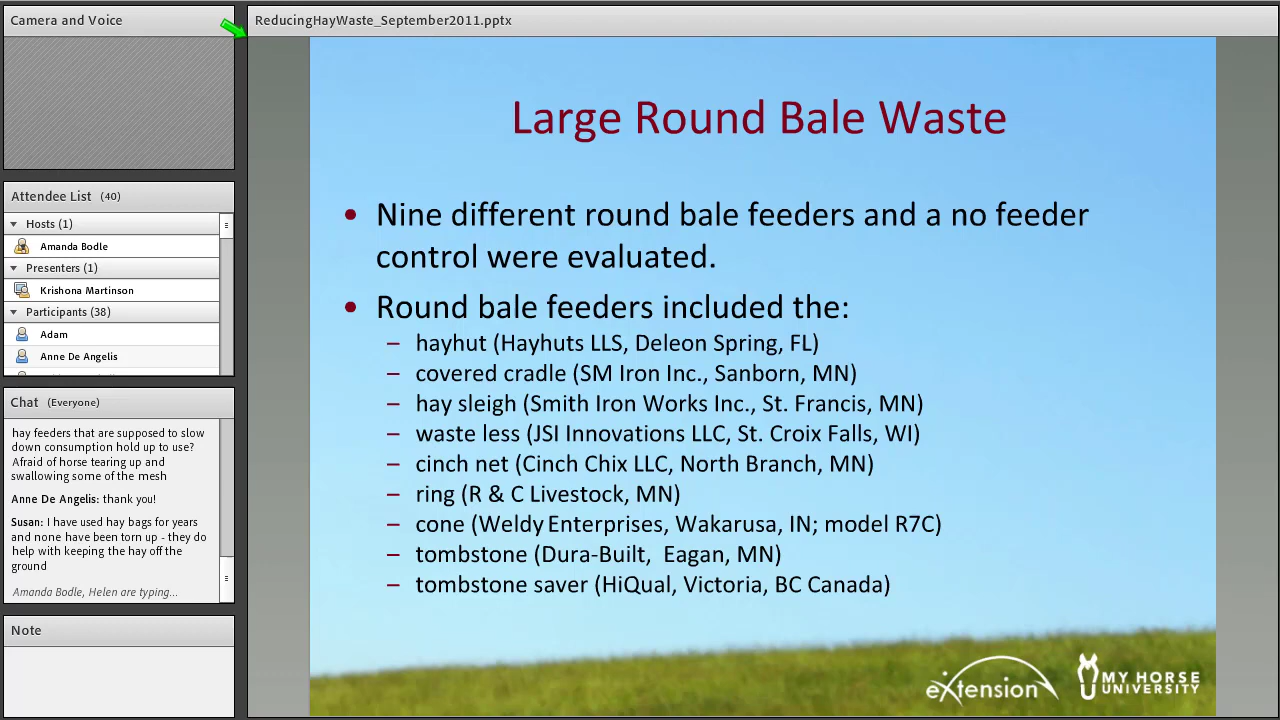 Camera and Voice
ReducingHayWaste_September2011.pptx
Attendee List (40)
Hosts (1)
Amanda Bodle
Presenters (1)
Krishona Martinson
Participants (38)
Adam
Anne De Angelis
Chat (Everyone)
hay feeders that are supposed to slow
down consumption hold up to use?
Afraid of horse tearing up and
swallowing some of the mesh
Anne De Angelis: thank you!
Susan: I have used hay bags for years
and none have been torn up - they do
help with keeping the hay off the
ground
Amanda Bodle, Helen are typing...
Note
Large Round Bale Waste
• Nine different round bale feeders and a no feeder
control were evaluated.
• Round bale feeders included the:
– hayhut (Hayhuts LLS, Deleon Spring, FL)
– covered cradle (SM Iron Inc., Sanborn, MN)
– hay sleigh (Smith Iron Works Inc., St. Francis, MN)
– waste less (JSI Innovations LLC, St. Croix Falls, WI)
– cinch net (Cinch Chix LLC, North Branch, MN)
– ring (R & C Livestock, MN)
– cone (Weldy Enterprises, Wakarusa, IN; model R7C)
– tombstone (Dura-Built, Eagan, MN)
– tombstone saver (HiQual, Victoria, BC Canada)
eXtension
MY HORSE
UNIVERSITY